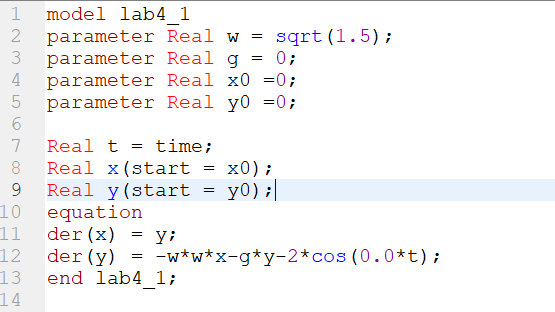 1 model lab4_1
2 parameter Real w = sqrt(1.5);
3 parameter Real g = 0;
4 parameter Real x0 =0;
5 parameter Real y0 =0;
6
7 Real t = time;
8 Real x(start = x0);
9 Real y(start = y0);
10 equation
11 der(x) = y;
12 der(y) = -w*w*x-g*y-2*cos(0.0*t);
13 end lab4_1;
14